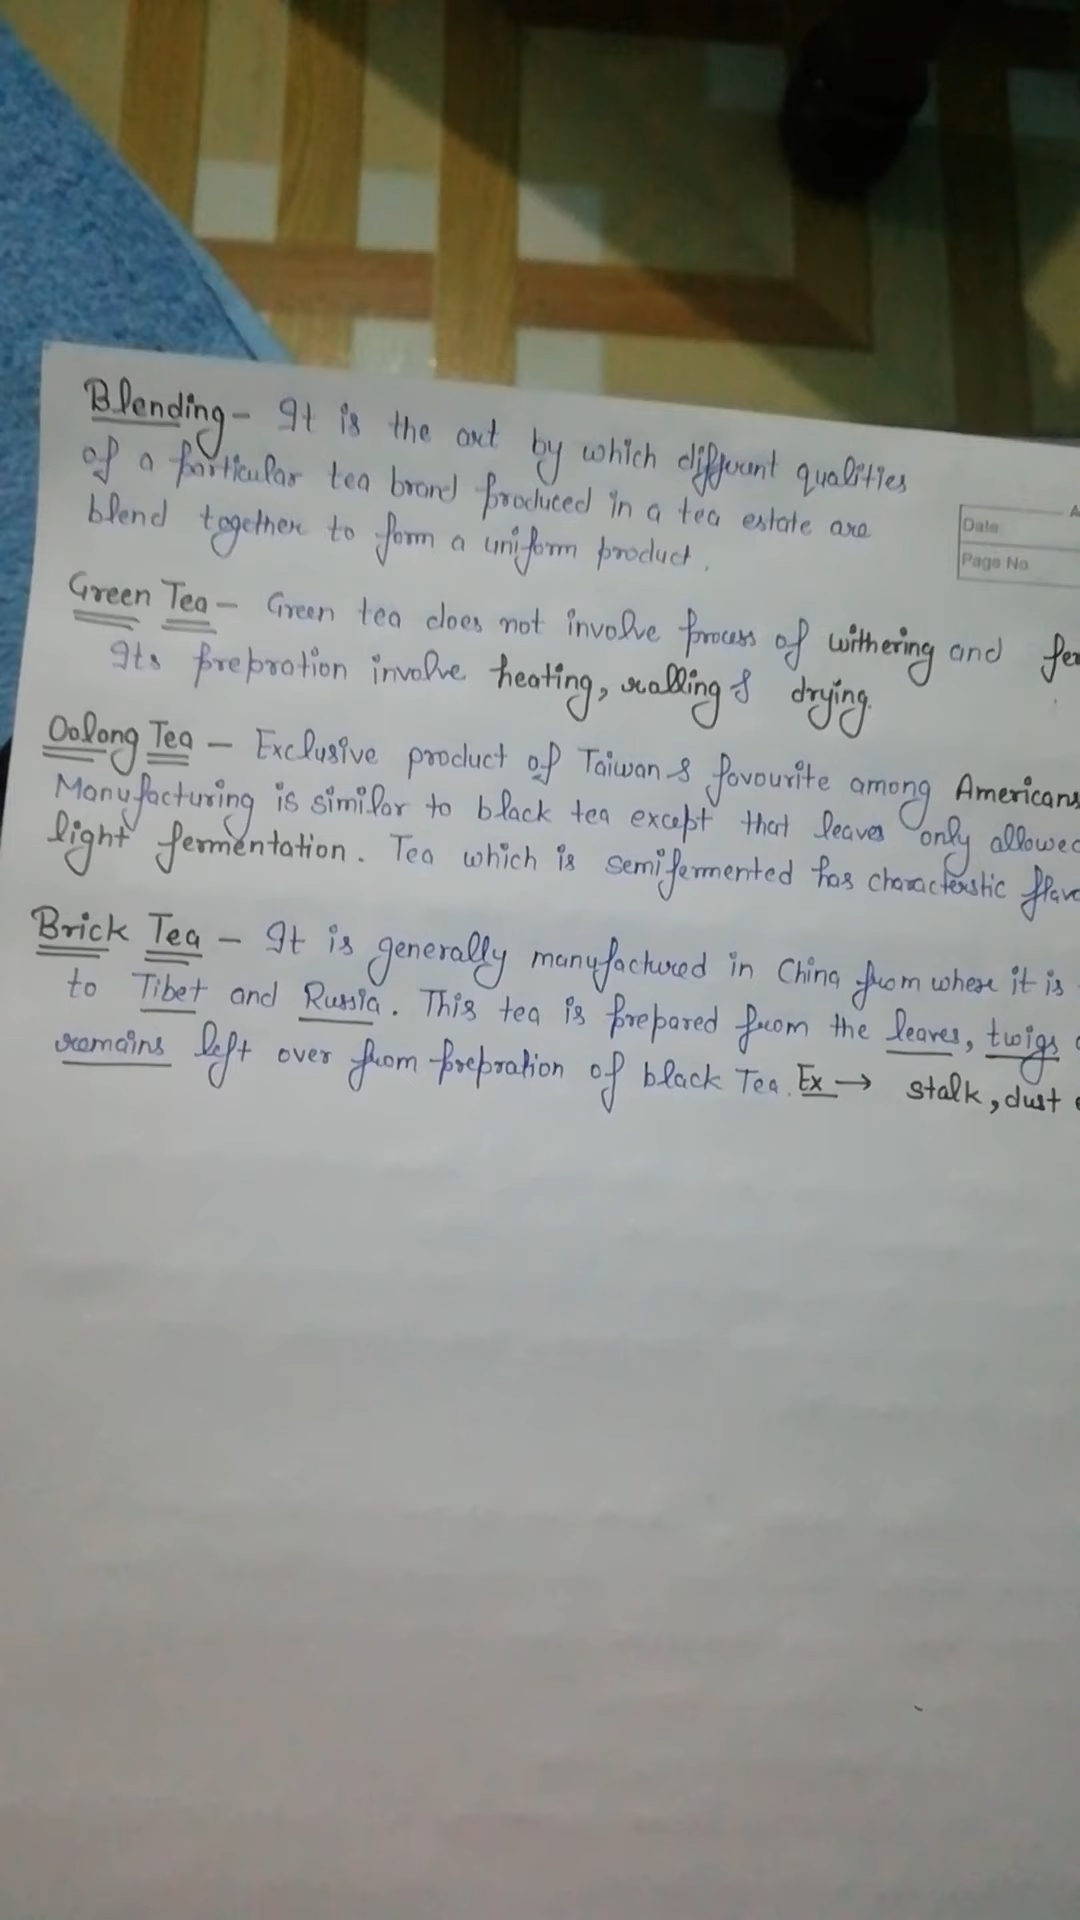 Blending - It is the art by which different qualities
of a particular tea brand produced in a tea estate are
blend together to form a uniform product.
Date
Page No
Green Tea - Green tea does not involve process of withering and
Its prepration involve heating, rolling & drying.
Oolong Tea - Exclusive product of Taiwan & favourite among Americans
Manufacturing is similar to black tea except that leaves only allowed
light fermentation. Tea which is semifermented has characterstic
Brick Tea - It is generally manufactured in China from where it is
to Tibet and Russia. This tea is prepared from the leaves, twigs
remains left over from prepration of black Tea. Ex → stalk, dust